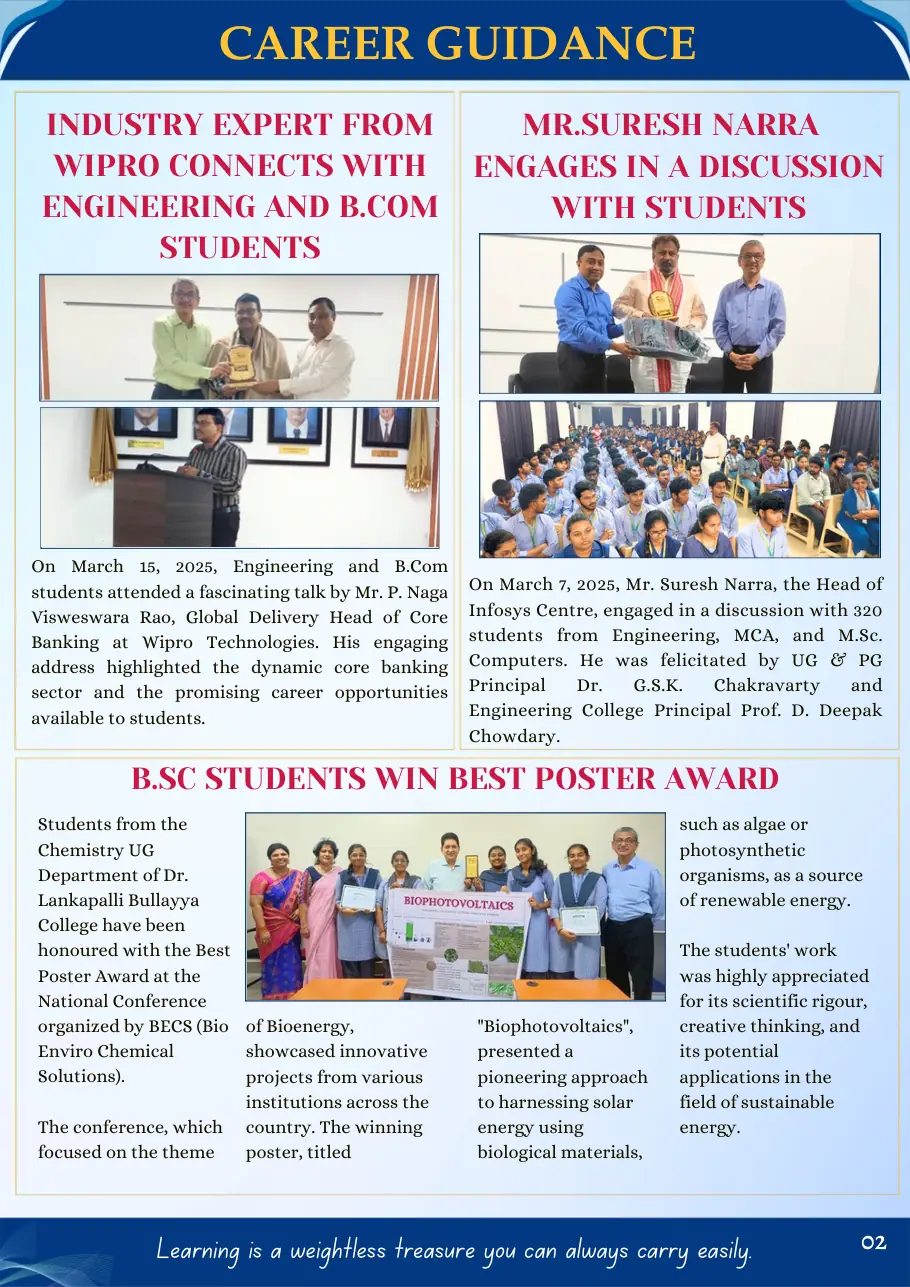 CAREER GUIDANCE
INDUSTRY EXPERT FROM
WIPRO CONNECTS WITH
ENGINEERING AND B.COM
STUDENTS
On March 15, 2025, Engineering and B.Com
students attended a fascinating talk by Mr. P. Naga
Visweswara Rao, Global Delivery Head of Core
Banking at Wipro Technologies. His engaging
address highlighted the dynamic core banking
sector and the promising career opportunities
available to students.
MR.SURESH NARRA
ENGAGES IN A DISCUSSION
WITH STUDENTS
On March 7, 2025, Mr. Suresh Narra, the Head of
Infosys Centre, engaged in a discussion with 320
students from Engineering, MCA, and M.Sc.
Computers. He was felicitated by UG & PG
Principal Dr. G.S.K. Chakravarty and
Engineering College Principal Prof. D. Deepak
Chowdary.
B.SC STUDENTS WIN BEST POSTER AWARD
Students from the
Chemistry UG
Department of Dr.
Lankapalli Bullayya
College have been
honoured with the Best
Poster Award at the
National Conference
organized by BECS (Bio
Enviro Chemical
Solutions).
The conference, which
focused on the theme
BIOPHOTOVOLTAICS
of Bioenergy,
showcased innovative
projects from various
institutions across the
country. The winning
poster, titled
"Biophotovoltaics",
presented a
pioneering approach
to harnessing solar
energy using
biological materials,
such as algae or
photosynthetic
organisms, as a source
of renewable energy.
The students' work
was highly appreciated
for its scientific rigour,
creative thinking, and
its potential
applications in the
field of sustainable
energy.
Learning is a weightless treasure you can always carry easily.
02